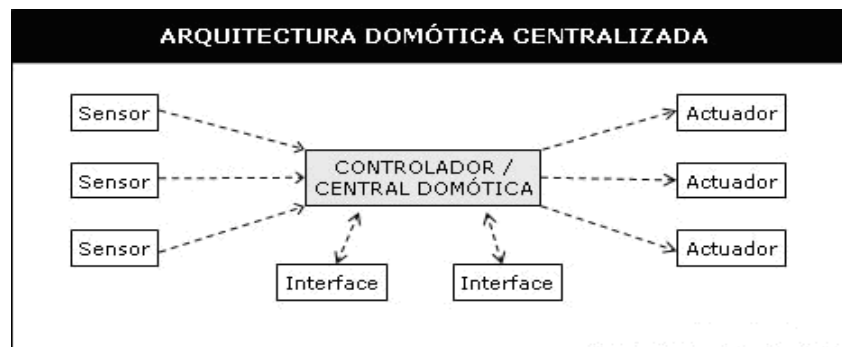 ARQUITECTURA DOMÓTICA CENTRALIZADA
Sensor
Actuador
CONTROLADOR /
CENTRAL DOMÓTICA
Sensor
Actuador
Sensor
Actuador
Interface
Interface